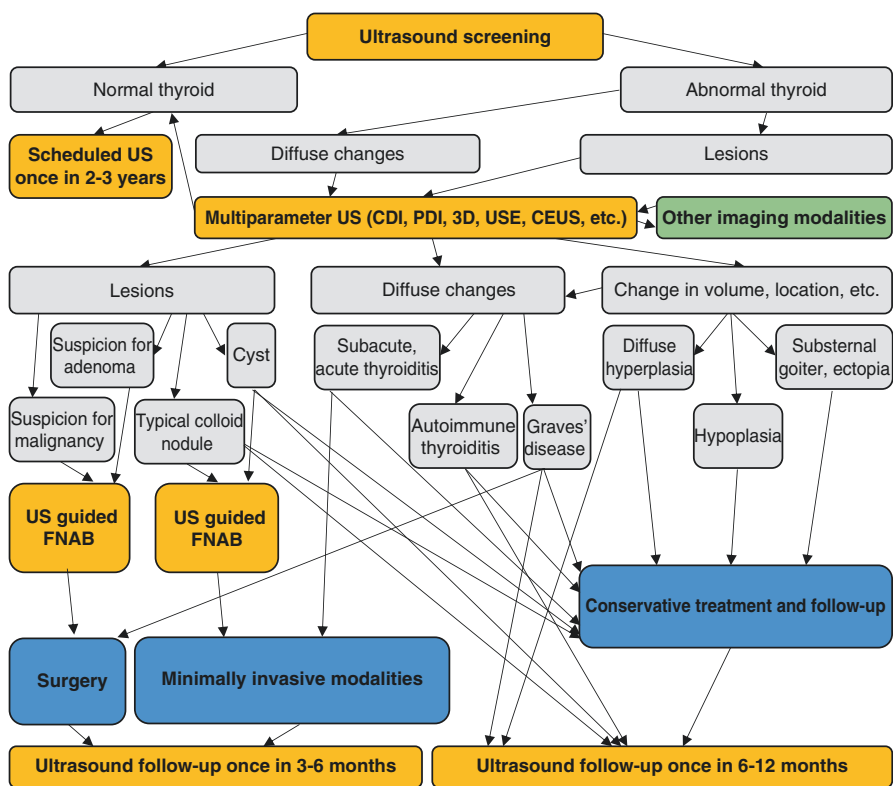 Ultrasound screening
Normal thyroid
Abnormal thyroid
Scheduled US
once in 2-3 years
Diffuse changes
Lesions
Multiparameter US (CDI, PDI, 3D, USE, CEUS, etc.)
Other imaging modalities
Lesions
Diffuse changes
Change in volume, location, etc.
Suspicion for
adenoma
Cyst
Subacute,
acute thyroiditis
Diffuse
hyperplasia
Substernal
goiter, ectopia
Suspicion for
malignancy
Typical colloid
nodule
Autoimmune
thyroiditis
Graves’
disease
Hypoplasia
US guided
FNAB
US guided
FNAB
Conservative treatment and follow-up
Surgery
Minimally invasive modalities
Ultrasound follow-up once in 3-6 months
Ultrasound follow-up once in 6-12 months